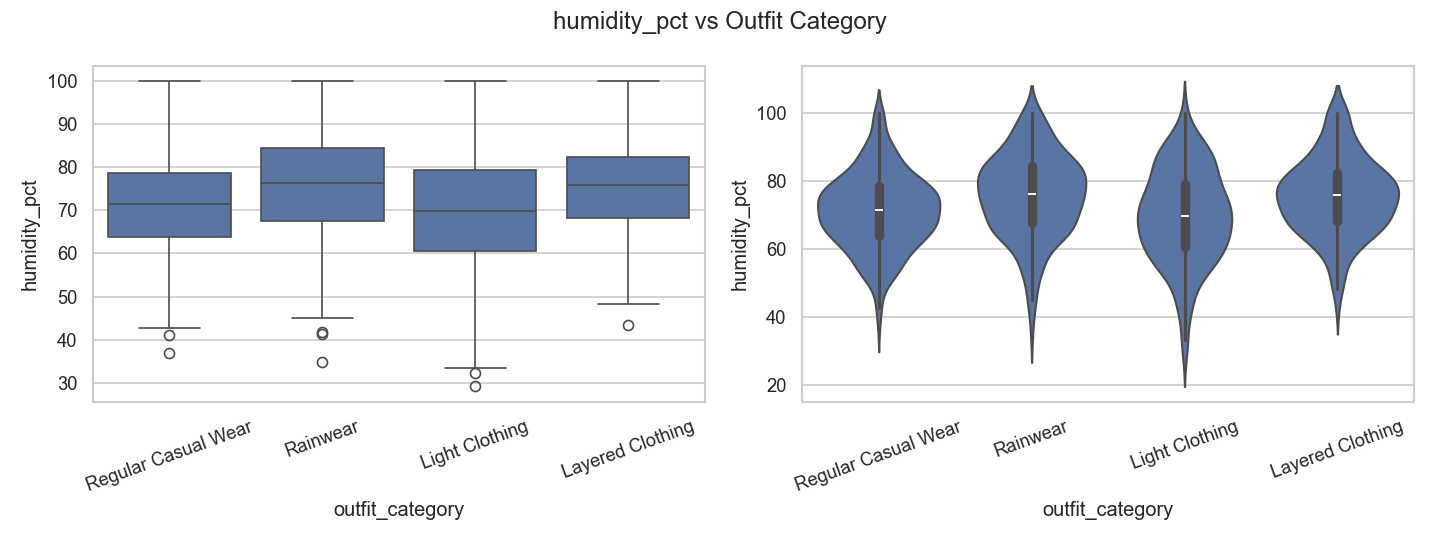 humidity_pct vs Outfit Category
humidity_pct
100
90
80
70
60
50
40
30
Regular Casual Wear
Rainwear
Light Clothing
Layered Clothing
outfit_category
humidity_pct
100
80
60
40
20
Regular Casual Wear
Rainwear
Light Clothing
Layered Clothing
outfit_category